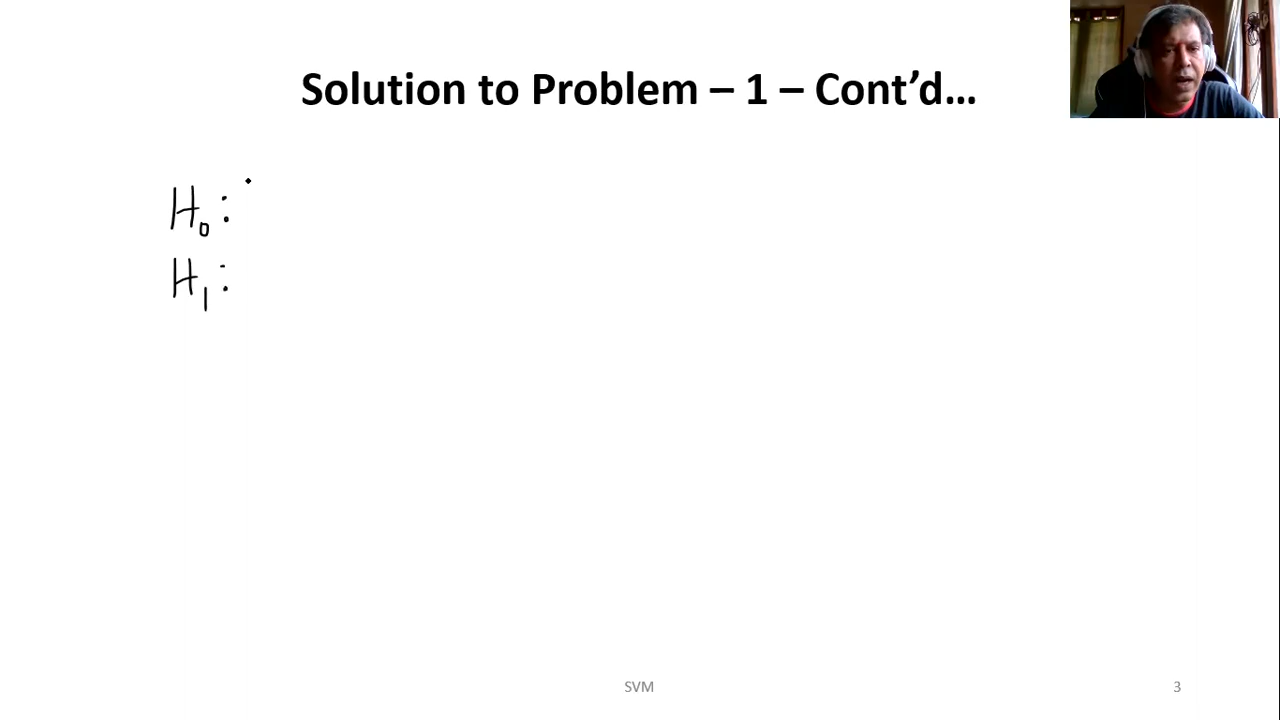 Solution to Problem – 1 – Cont’d…
H₀:
H₁:
SVM
3